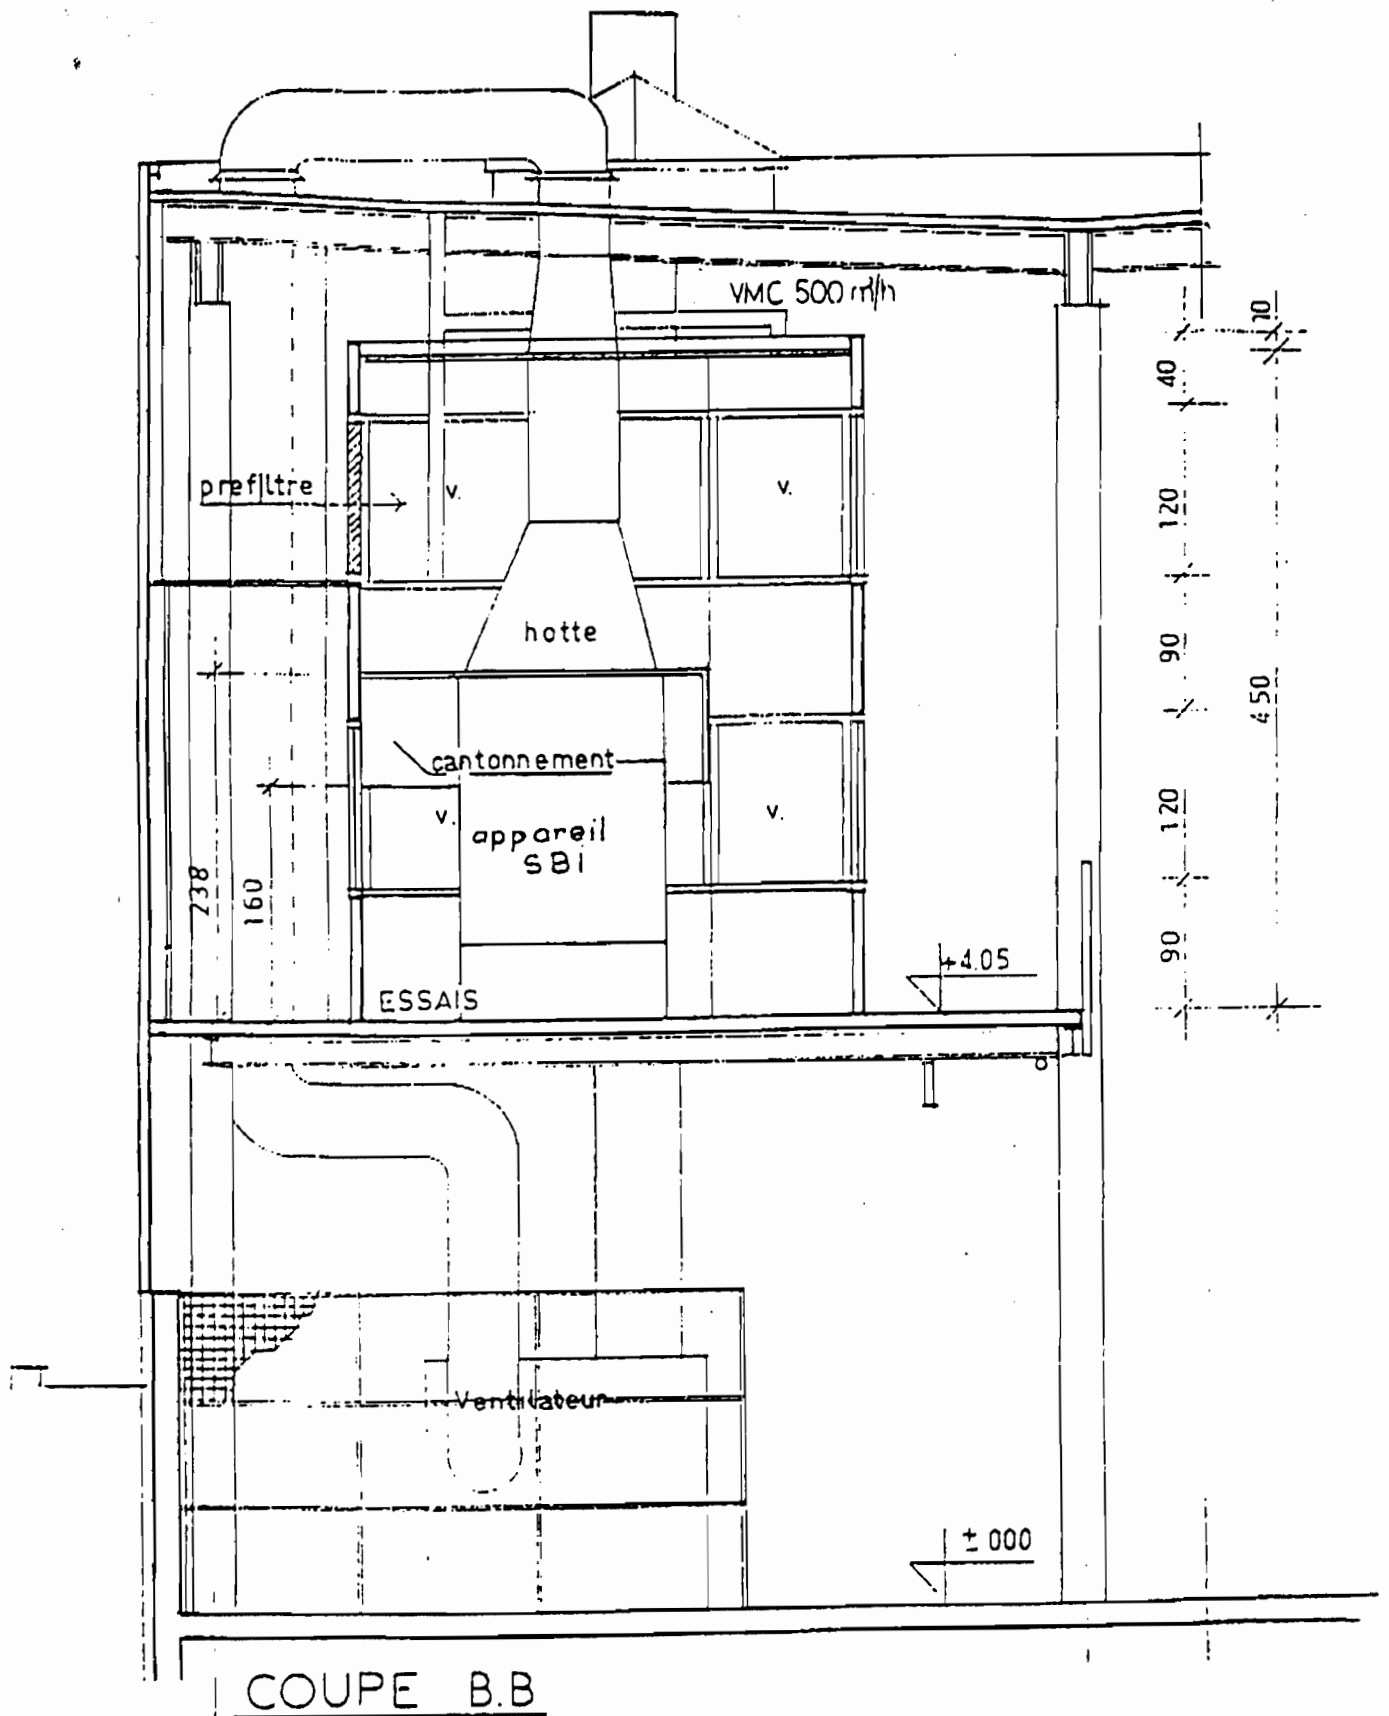 VMC 500 m³/h
10
40
prefiltre
v.
v.
120
hotte
90
450
cantonnement
v.
v.
120
appareil
SBI
238
160
90
+4.05
ESSAIS
Ventilateur
± 000
COUPE B.B